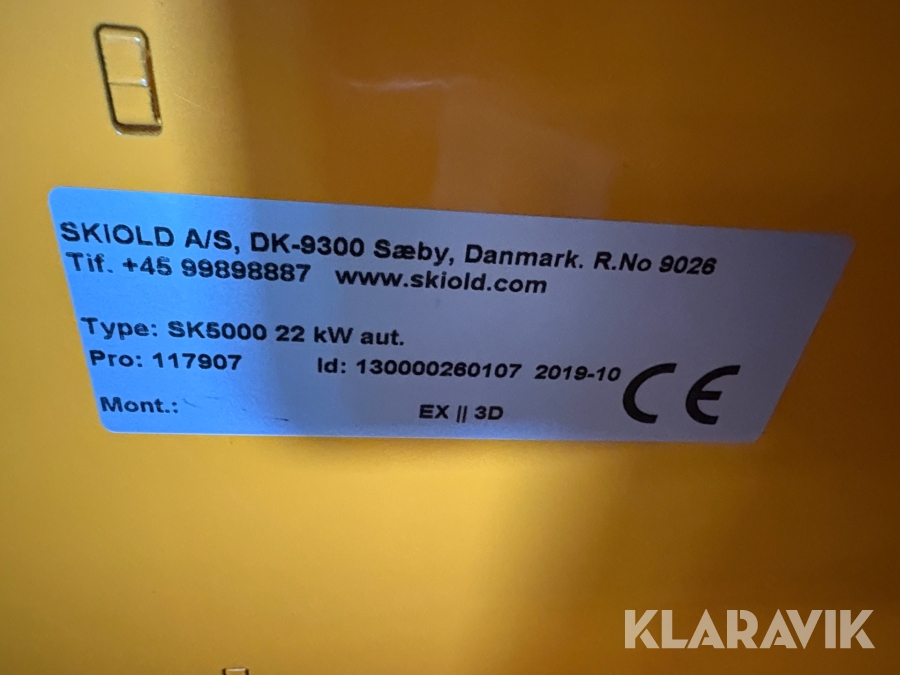 SKIOLD A/S, DK-9300 Sæby, Danmark. R.No 9026
Tlf. +45 99898887 www.skiold.com
Type: SK5000 22 kW aut.
Pro: 117907 Id: 130000260107 2019-10 CE
Mont.: EX || 3D
KLARAVIK